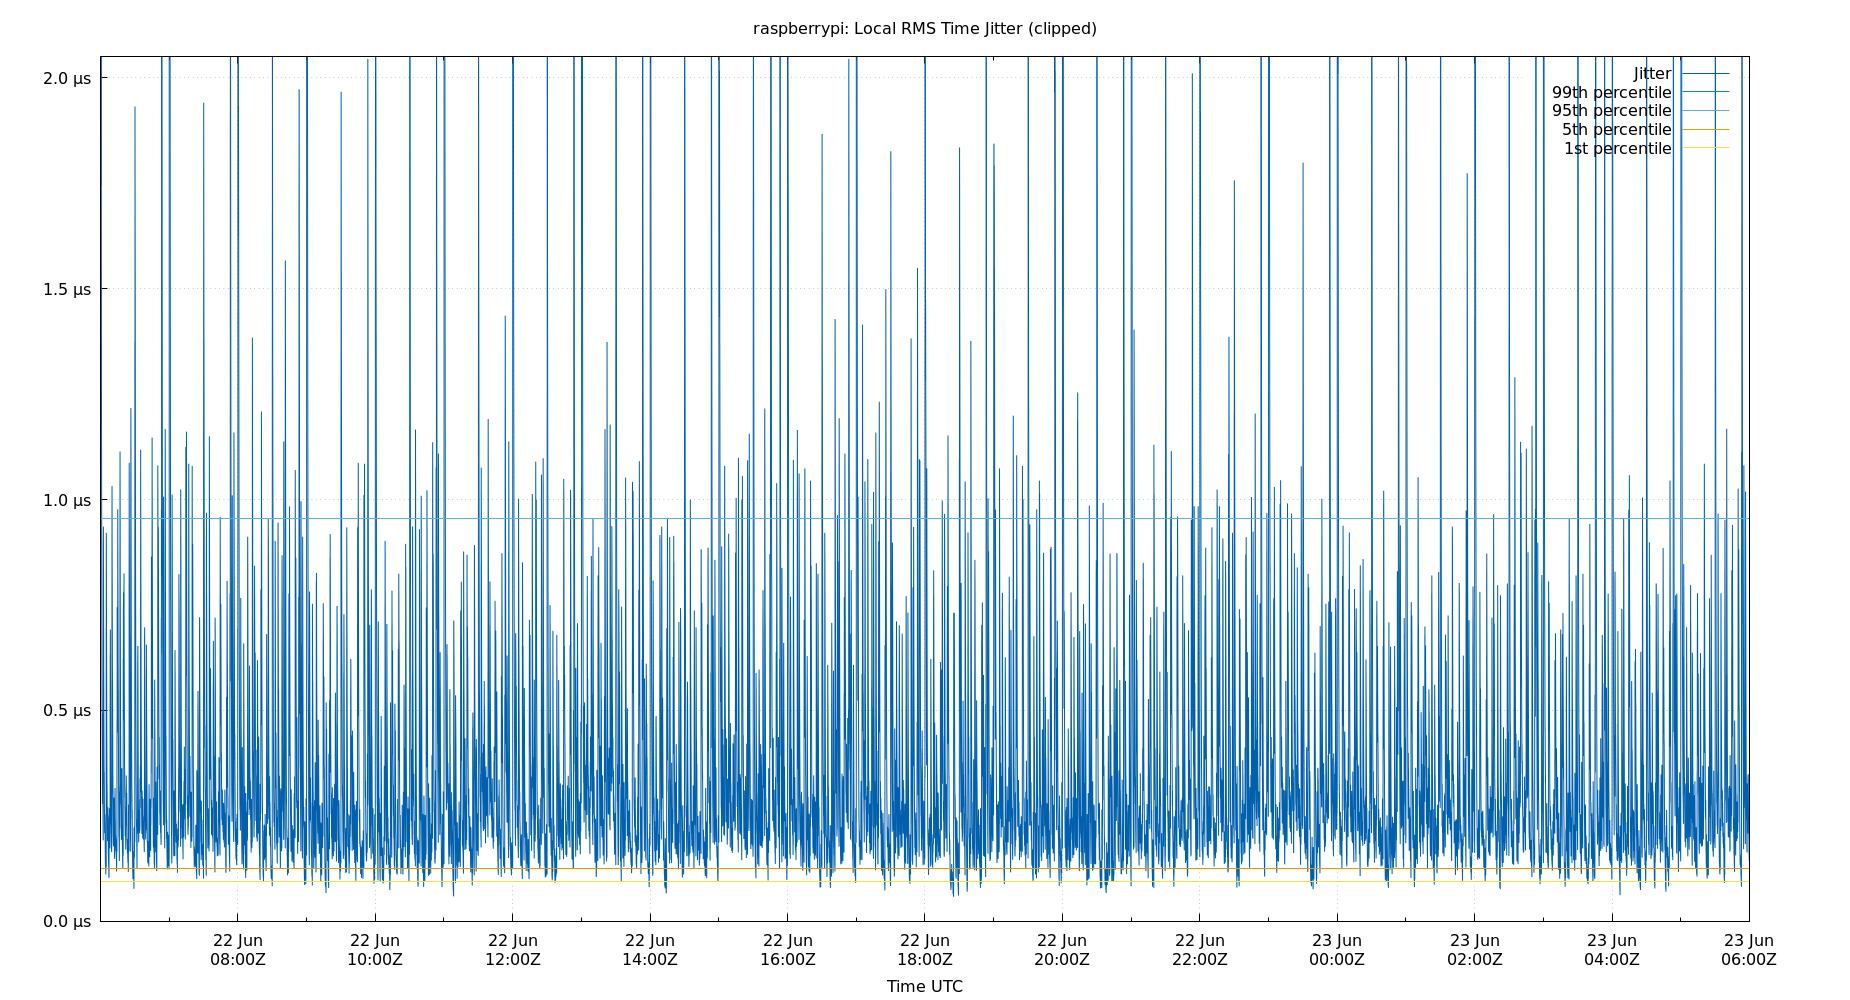 raspberrypi: Local RMS Time Jitter (clipped)
2.0 µs
1.5 µs
1.0 µs
0.5 µs
0.0 µs
Jitter
99th percentile
95th percentile
5th percentile
1st percentile
22 Jun
08:00Z
22 Jun
10:00Z
22 Jun
12:00Z
22 Jun
14:00Z
22 Jun
16:00Z
22 Jun
18:00Z
22 Jun
20:00Z
22 Jun
22:00Z
23 Jun
00:00Z
23 Jun
02:00Z
23 Jun
04:00Z
23 Jun
06:00Z
Time UTC